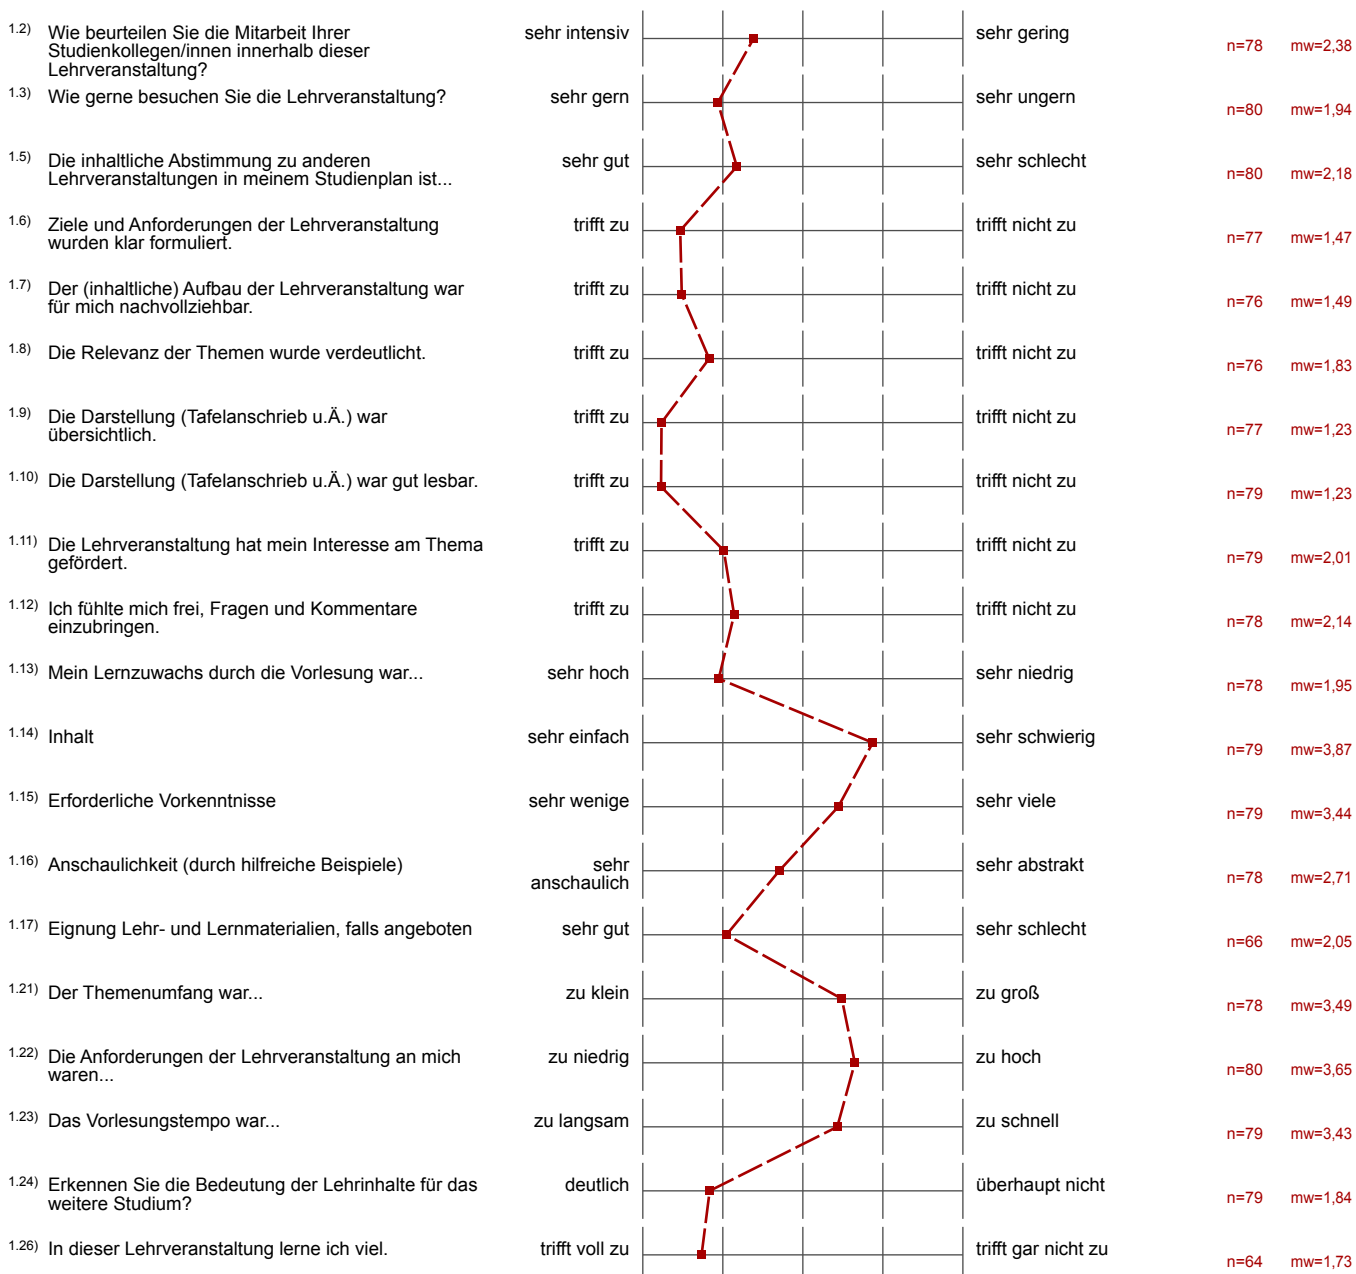 1.2) Wie beurteilen Sie die Mitarbeit Ihrer
Studienkollegen/innen innerhalb dieser
Lehrveranstaltung?
sehr intensiv
sehr gering
n=78 mw=2,38
1.3) Wie gerne besuchen Sie die Lehrveranstaltung?
sehr gern
sehr ungern
n=80 mw=1,94
1.5) Die inhaltliche Abstimmung zu anderen
Lehrveranstaltungen in meinem Studienplan ist...
sehr gut
sehr schlecht
n=80 mw=2,18
1.6) Ziele und Anforderungen der Lehrveranstaltung
wurden klar formuliert.
trifft zu
trifft nicht zu
n=77 mw=1,47
1.7) Der (inhaltliche) Aufbau der Lehrveranstaltung war
für mich nachvollziehbar.
trifft zu
trifft nicht zu
n=76 mw=1,49
1.8) Die Relevanz der Themen wurde verdeutlicht.
trifft zu
trifft nicht zu
n=76 mw=1,83
1.9) Die Darstellung (Tafelanschrieb u.Ä.) war
übersichtlich.
trifft zu
trifft nicht zu
n=77 mw=1,23
1.10) Die Darstellung (Tafelanschrieb u.Ä.) war gut lesbar.
trifft zu
trifft nicht zu
n=79 mw=1,23
1.11) Die Lehrveranstaltung hat mein Interesse am Thema
gefördert.
trifft zu
trifft nicht zu
n=79 mw=2,01
1.12) Ich fühlte mich frei, Fragen und Kommentare
einzubringen.
trifft zu
trifft nicht zu
n=78 mw=2,14
1.13) Mein Lernzuwachs durch die Vorlesung war...
sehr hoch
sehr niedrig
n=78 mw=1,95
1.14) Inhalt
sehr einfach
sehr schwierig
n=79 mw=3,87
1.15) Erforderliche Vorkenntnisse
sehr wenige
sehr viele
n=79 mw=3,44
1.16) Anschaulichkeit (durch hilfreiche Beispiele)
sehr
anschaulich
sehr abstrakt
n=78 mw=2,71
1.17) Eignung Lehr- und Lernmaterialien, falls angeboten
sehr gut
sehr schlecht
n=66 mw=2,05
1.21) Der Themenumfang war...
zu klein
zu groß
n=78 mw=3,49
1.22) Die Anforderungen der Lehrveranstaltung an mich
waren...
zu niedrig
zu hoch
n=80 mw=3,65
1.23) Das Vorlesungstempo war...
zu langsam
zu schnell
n=79 mw=3,43
1.24) Erkennen Sie die Bedeutung der Lehrinhalte für das
weitere Studium?
deutlich
überhaupt nicht
n=79 mw=1,84
1.26) In dieser Lehrveranstaltung lerne ich viel.
trifft voll zu
trifft gar nicht zu
n=64 mw=1,73